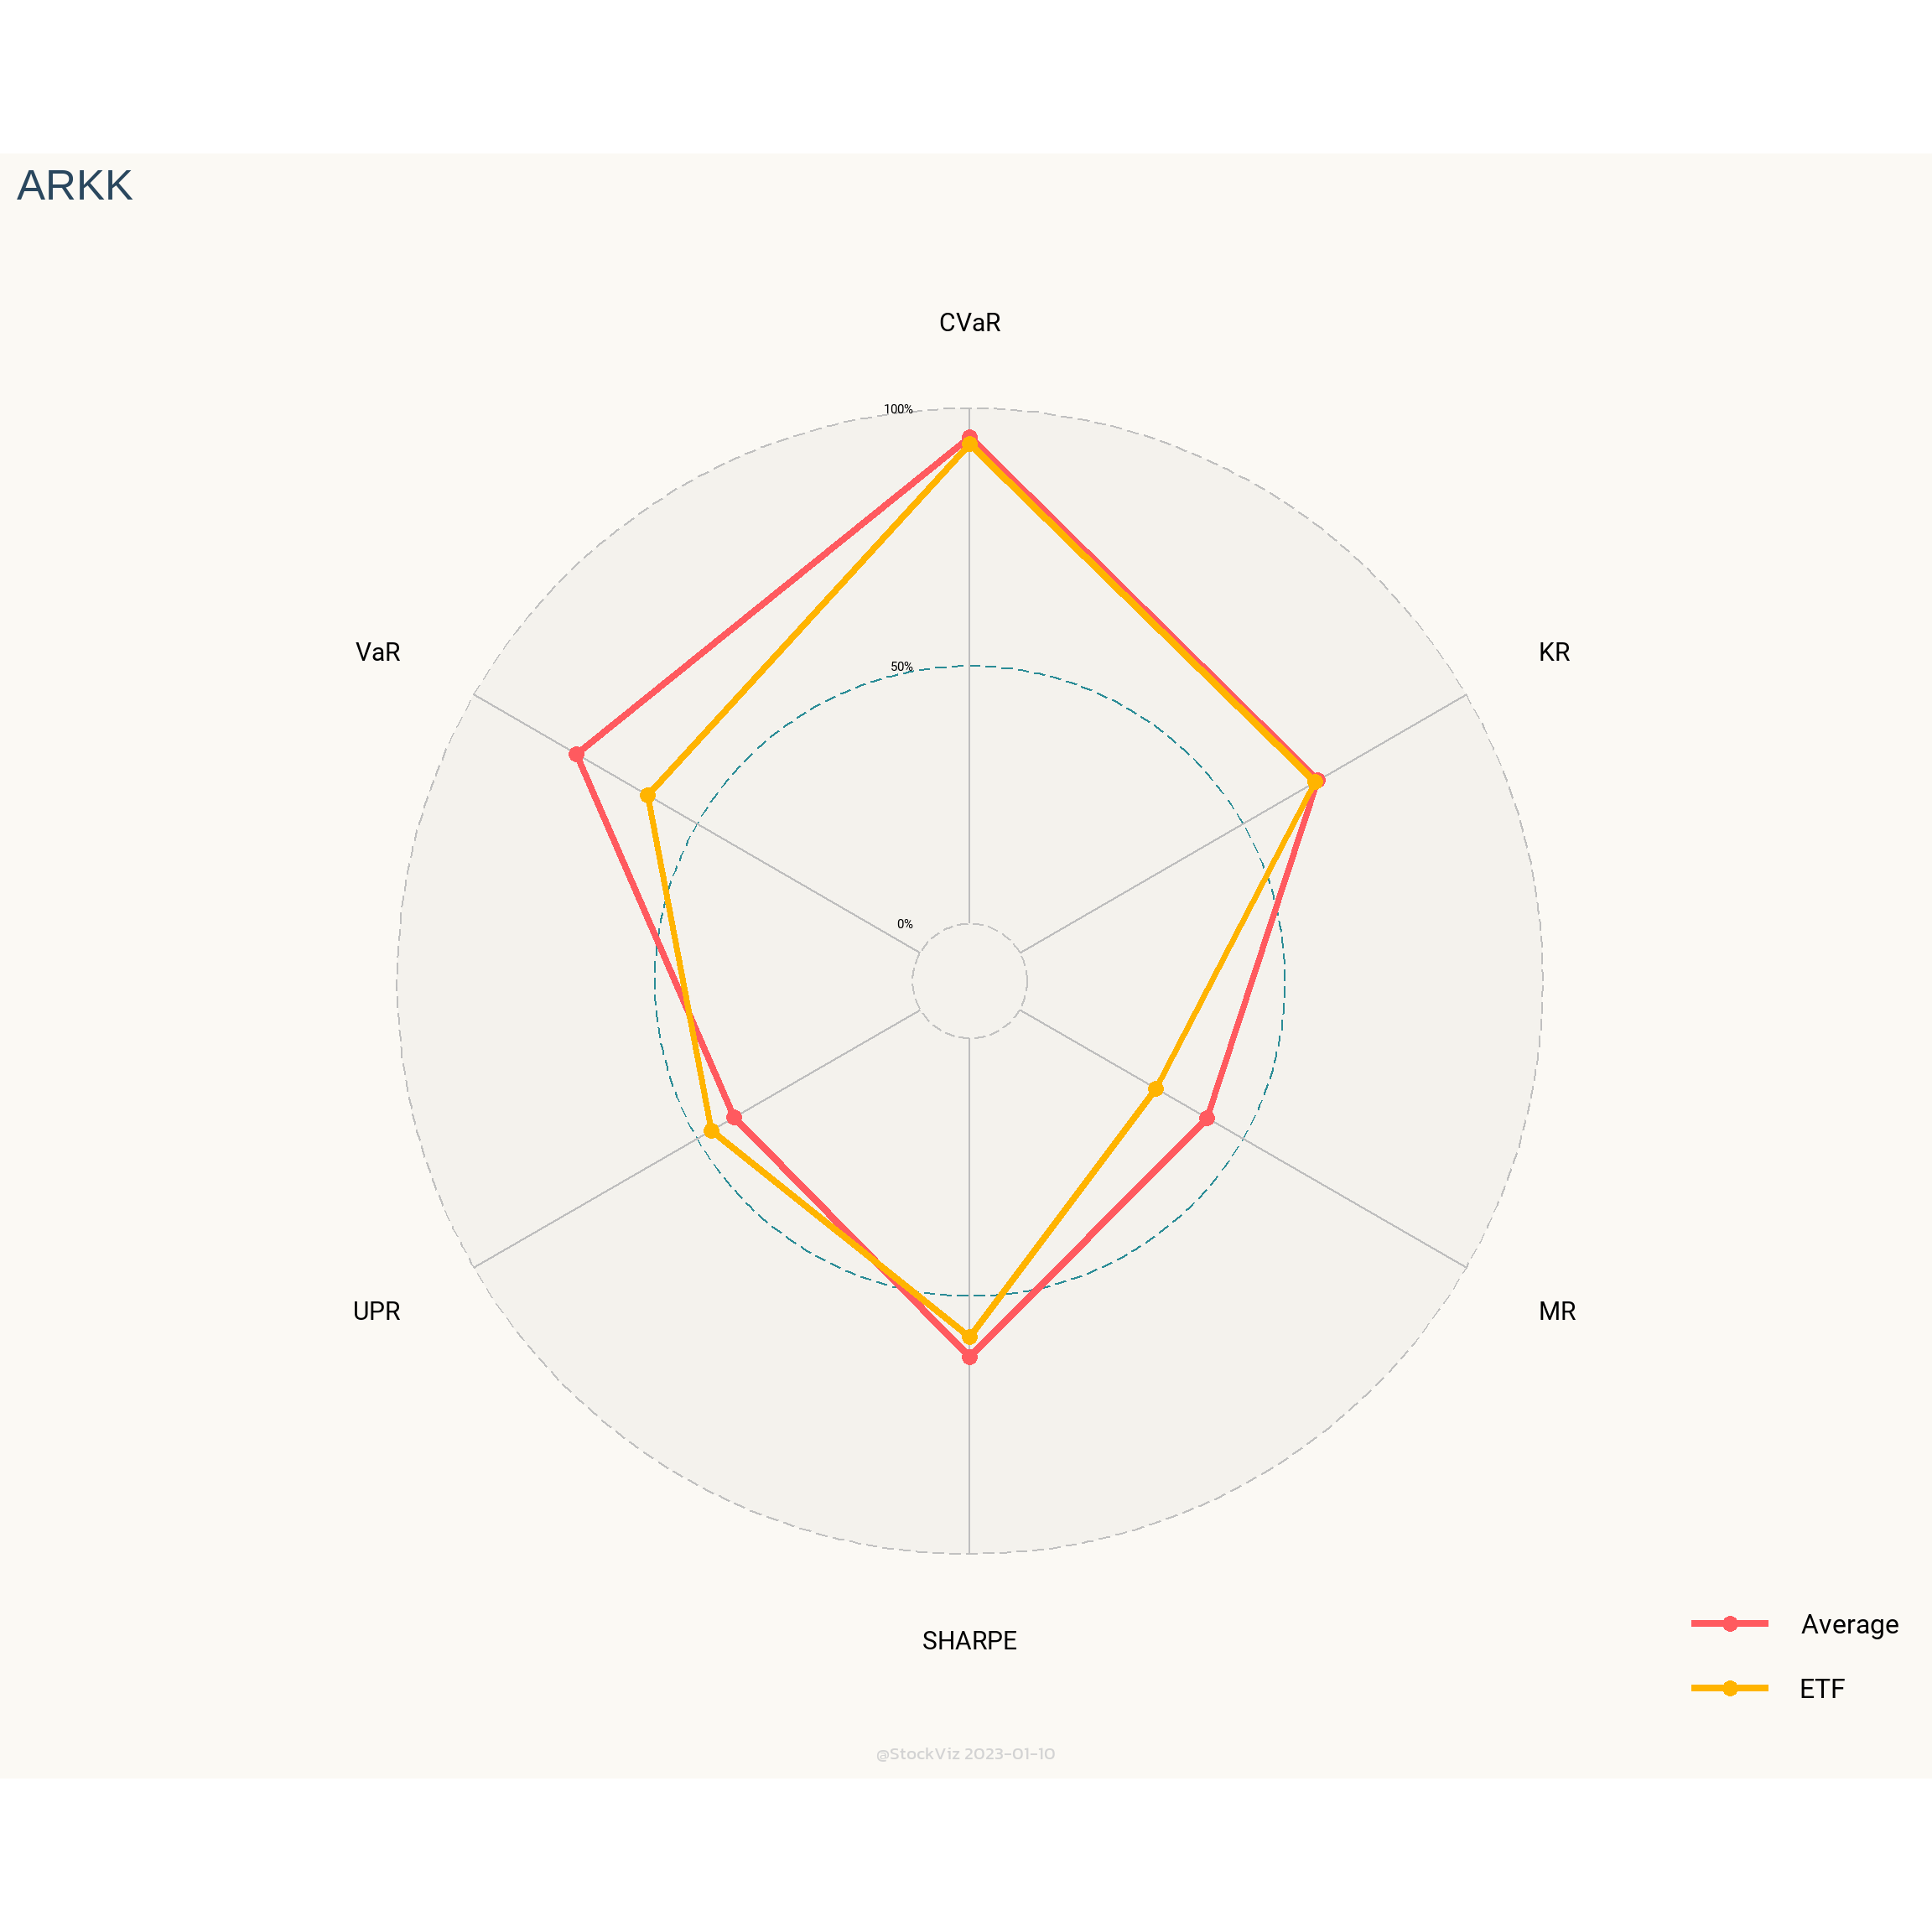 ARKK
CVaR
100%
VaR
KR
50%
0%
UPR
MR
SHARPE
Average
ETF
@StockViz 2023-01-10